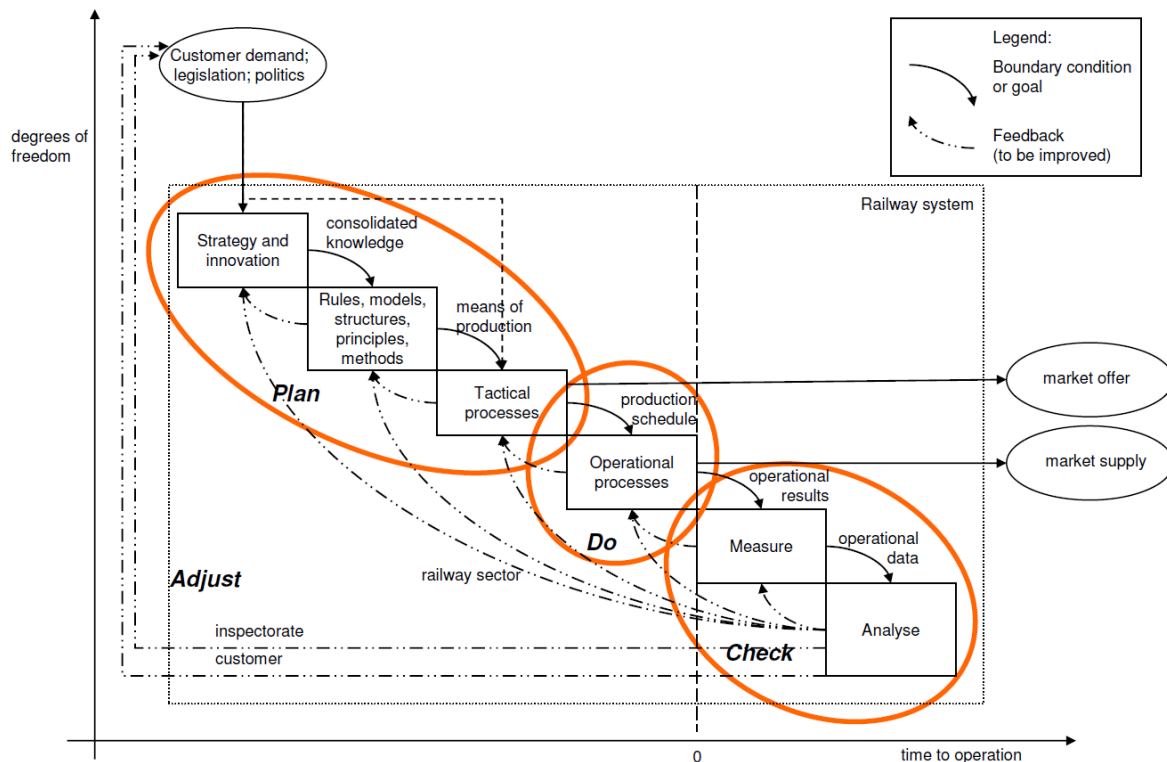 Customer demand;
legislation; politics
Legend:
Boundary condition
or goal
Feedback
(to be improved)
degrees of
freedom
Railway system
Strategy and
innovation
consolidated
knowledge
Rules, models,
structures,
principles,
methods
means of
production
Plan
Tactical
processes
production
schedule
market offer
Operational
processes
market supply
operational
results
Do
Measure
operational
data
Adjust
railway sector
Analyse
inspectorate
customer
Check
0
time to operation